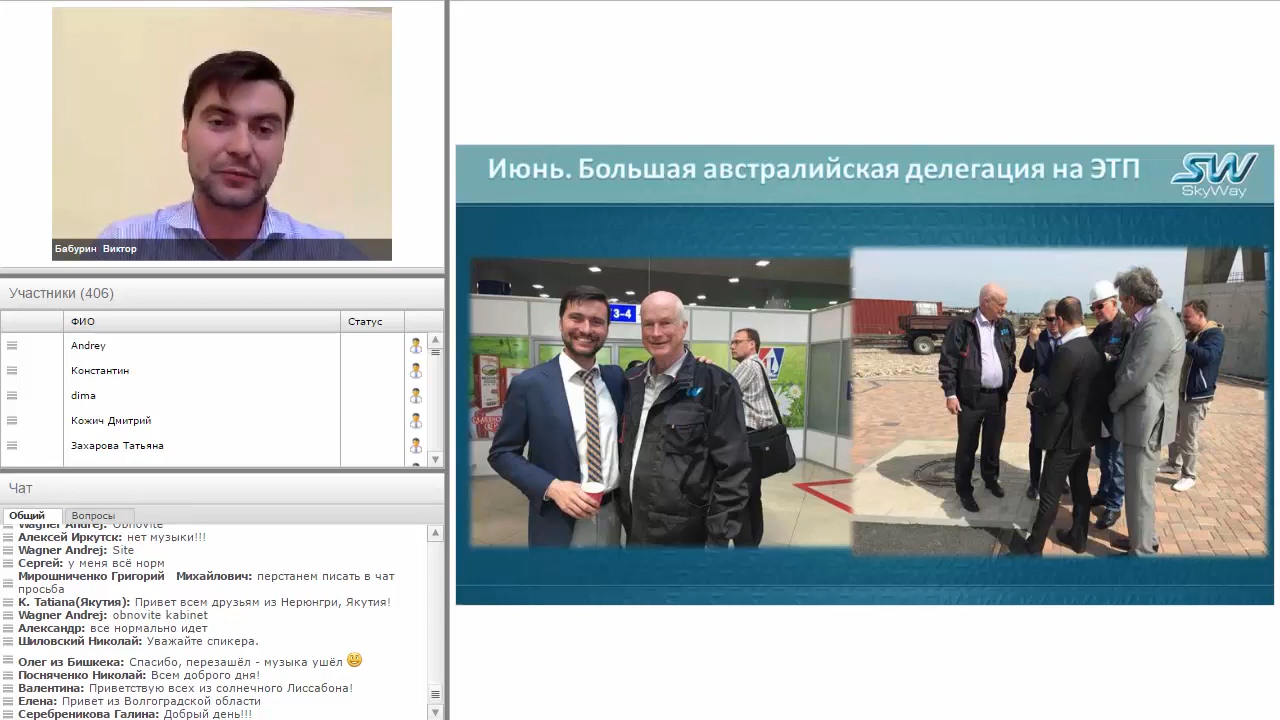 Бабурин Виктор
Участники (406)
ФИО
Статус
Andrey
Константин
dima
Кожич Дмитрий
Захарова Татьяна
Чат
Общий
Вопросы
Wagner Andrej: Obnovite
Алексей Иркутск: нет музыки!!!
Wagner Andrej: Site
Сергей: у меня всё норм
Мирошниченко Григорий Михайлович: перстанем писать в чат
просьба
K. Tatiana(Якутия): Привет всем друзьям из Нерюнгри, Якутия!
Wagner Andrej: obnovite kabinet
Александр: все нормально идет
Шиловский Николай: Уважайте спикера.
Олег из Бишкека: Спасибо, перезашёл - музыка ушёл
Посняченко Николай: Всем доброго дня!
Валентина: Приветствую всех из солнечного Лиссабона!
Елена: Привет из Волгоградской области
Серебреникова Галина: Добрый день!!!
Июнь. Большая австралийская делегация на ЭТП
SW
SkyWay
3-4